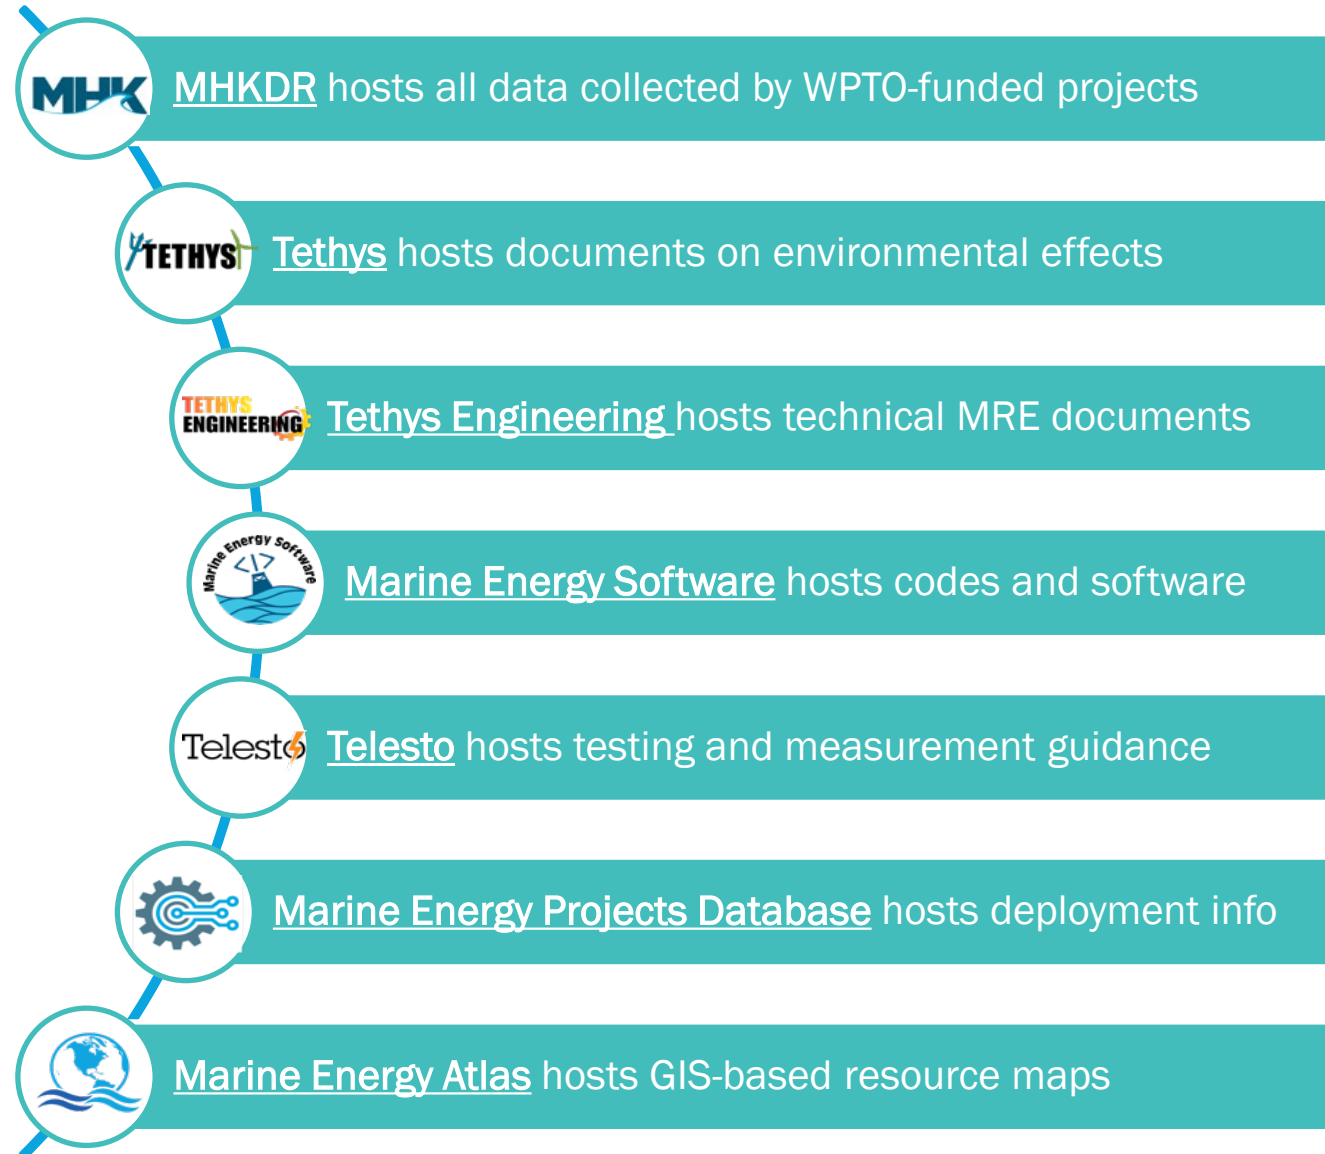 MHK
MHKDR hosts all data collected by WPTO-funded projects
TETHYS
Tethys hosts documents on environmental effects
TETHYS
ENGINEERING
Tethys Engineering hosts technical MRE documents
Marine Energy Software
</>
Marine Energy Software hosts codes and software
Telesto
Telesto hosts testing and measurement guidance
Marine Energy Projects Database hosts deployment info
Marine Energy Atlas hosts GIS-based resource maps